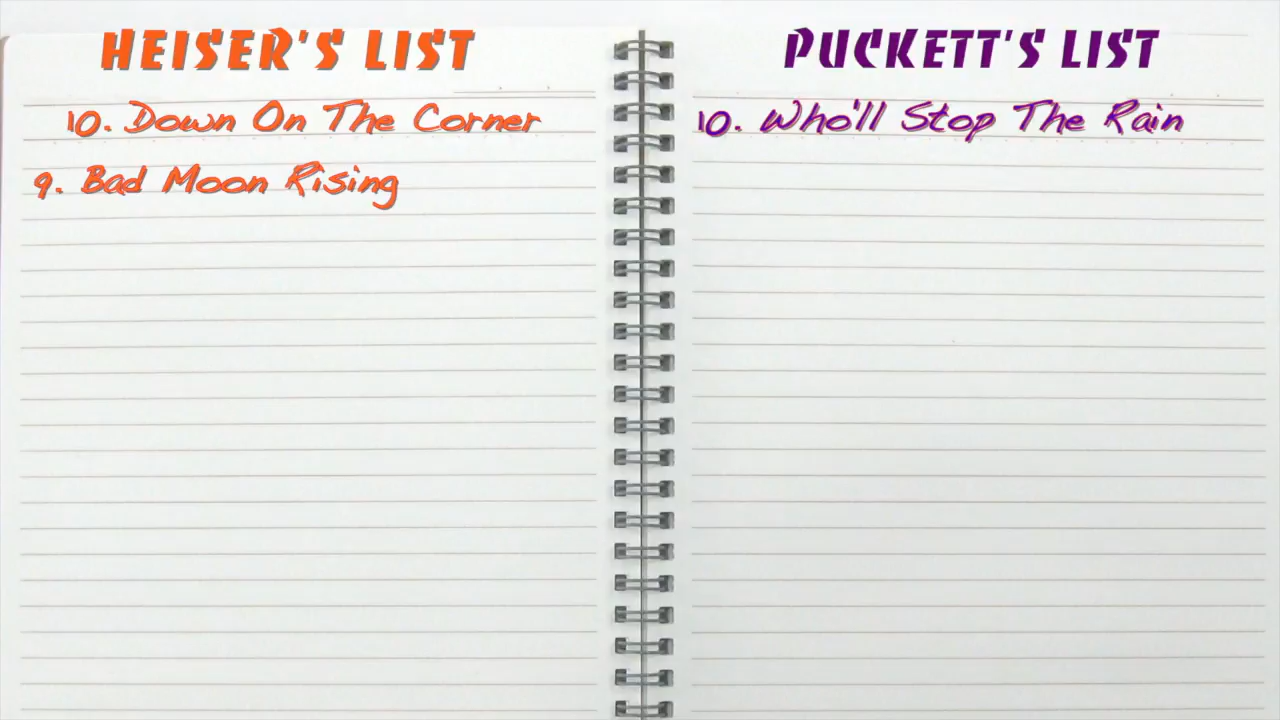 HEISER'S LIST
10. Down On The Corner
9. Bad Moon Rising
PUCKETT'S LIST
10. Who'll Stop The Rain